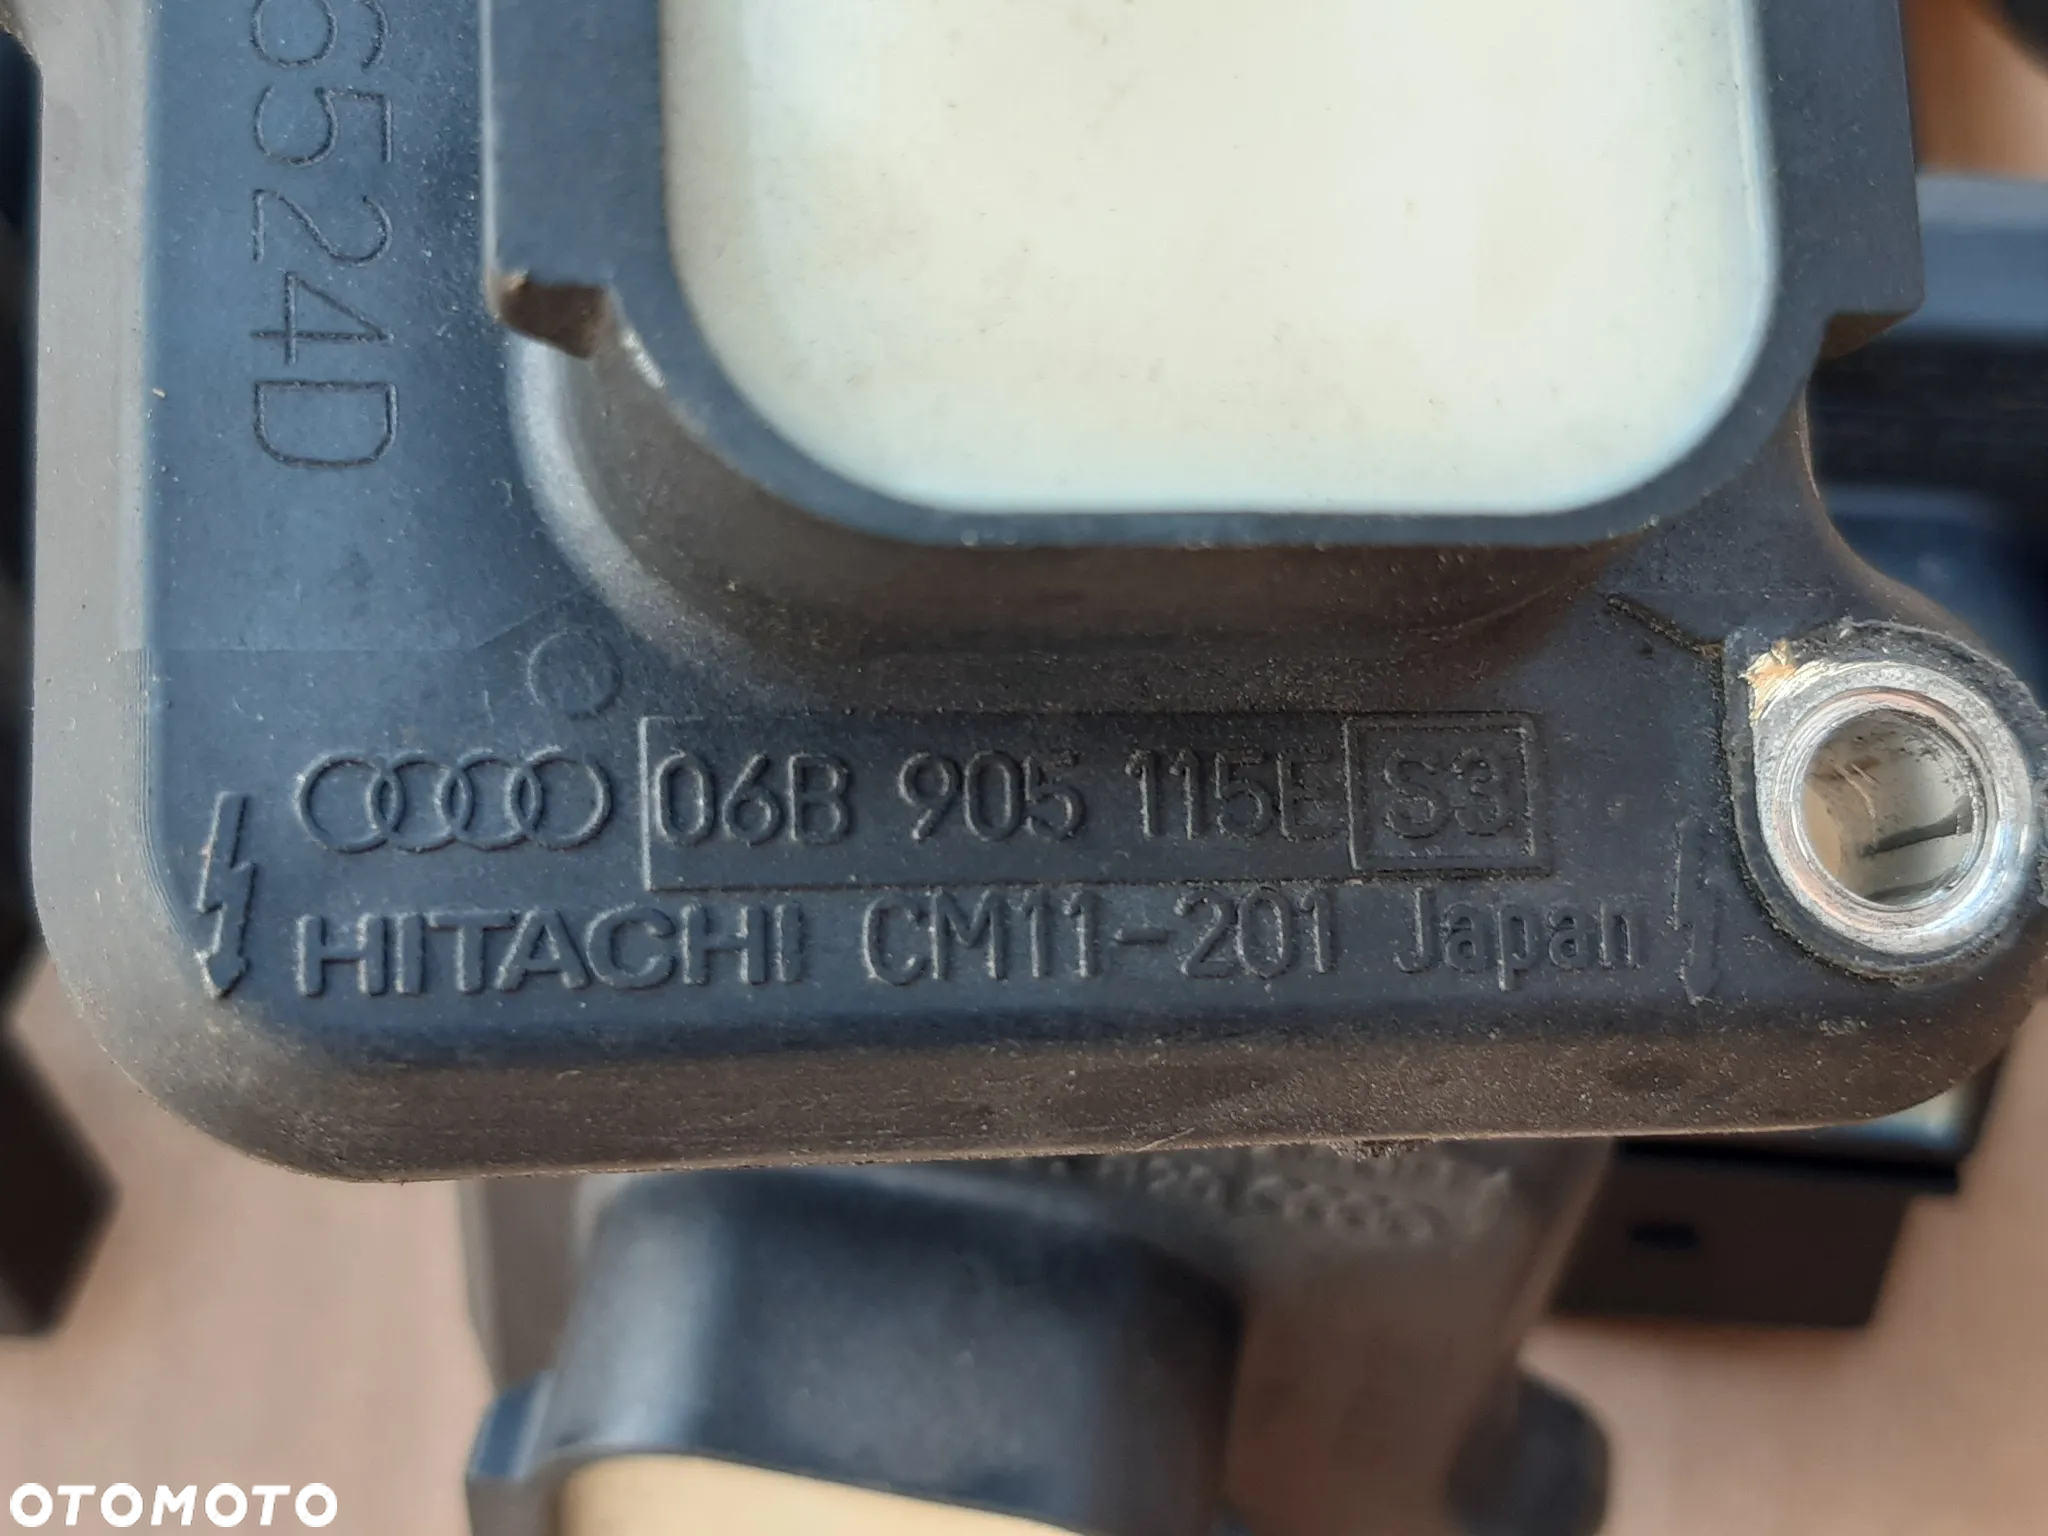 6524D
06B 905 115E S3
HITACHI CM11-201 Japan
OTOMOTO